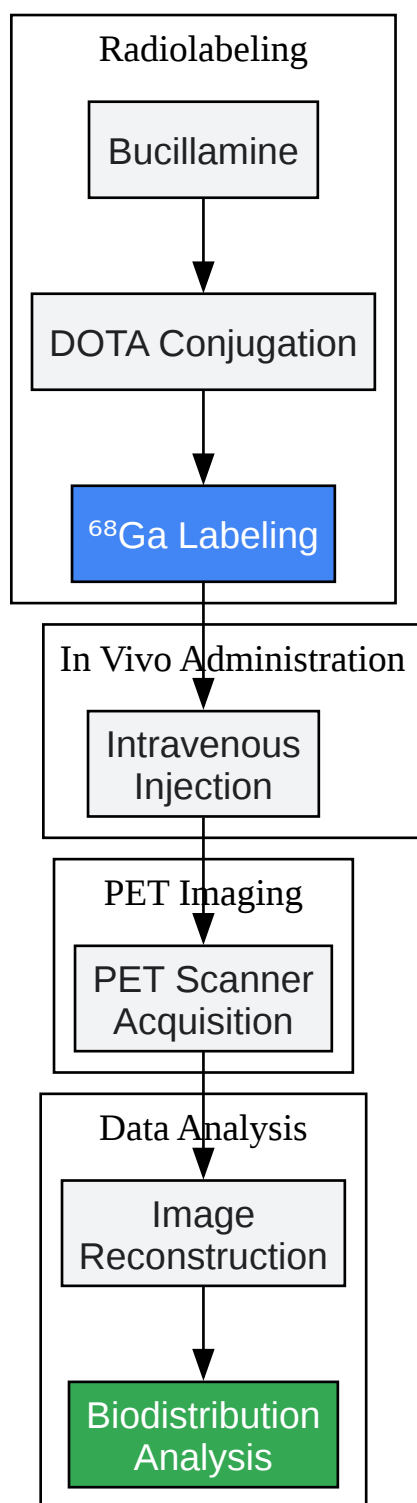 Radiolabeling
Bucillamine
DOTA Conjugation
⁶⁸Ga Labeling
In Vivo Administration
Intravenous
Injection
PET Imaging
PET Scanner
Acquisition
Data Analysis
Image
Reconstruction
Biodistribution
Analysis